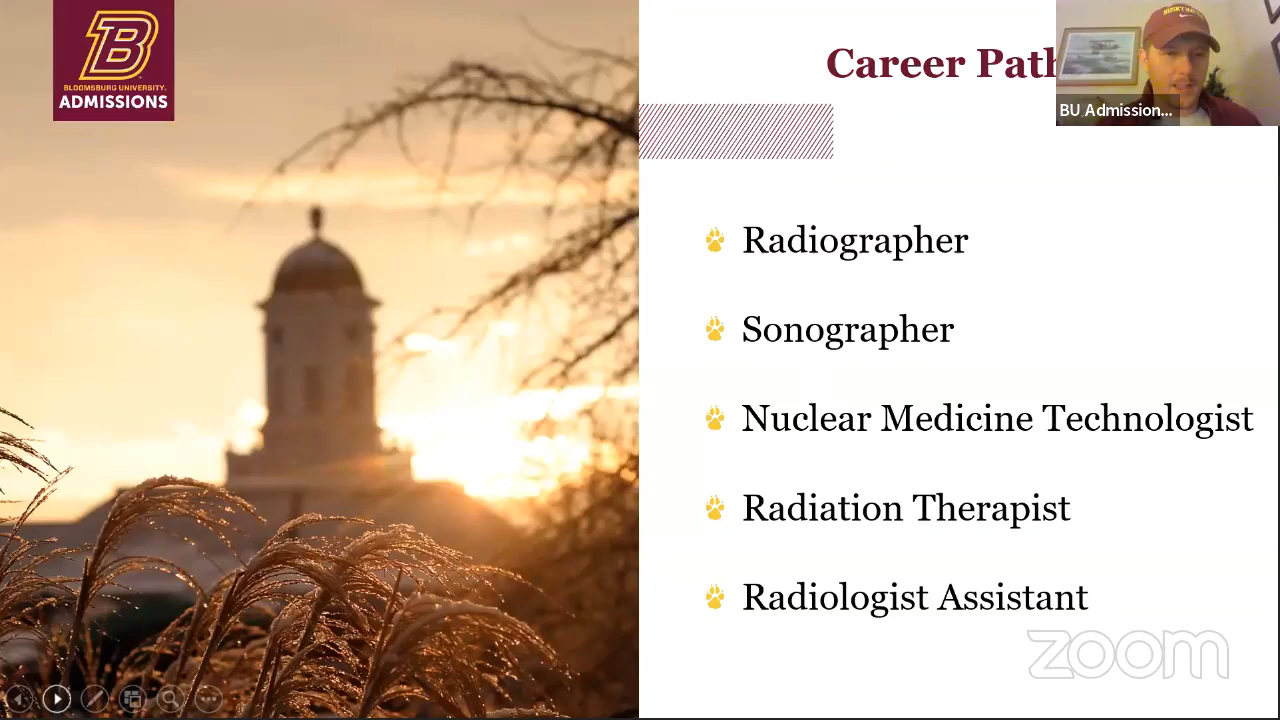 B
BLOOMSBURG UNIVERSITY.
ADMISSIONS
Career Path
BU Admission...
Radiographer
Sonographer
Nuclear Medicine Technologist
Radiation Therapist
Radiologist Assistant
zoom